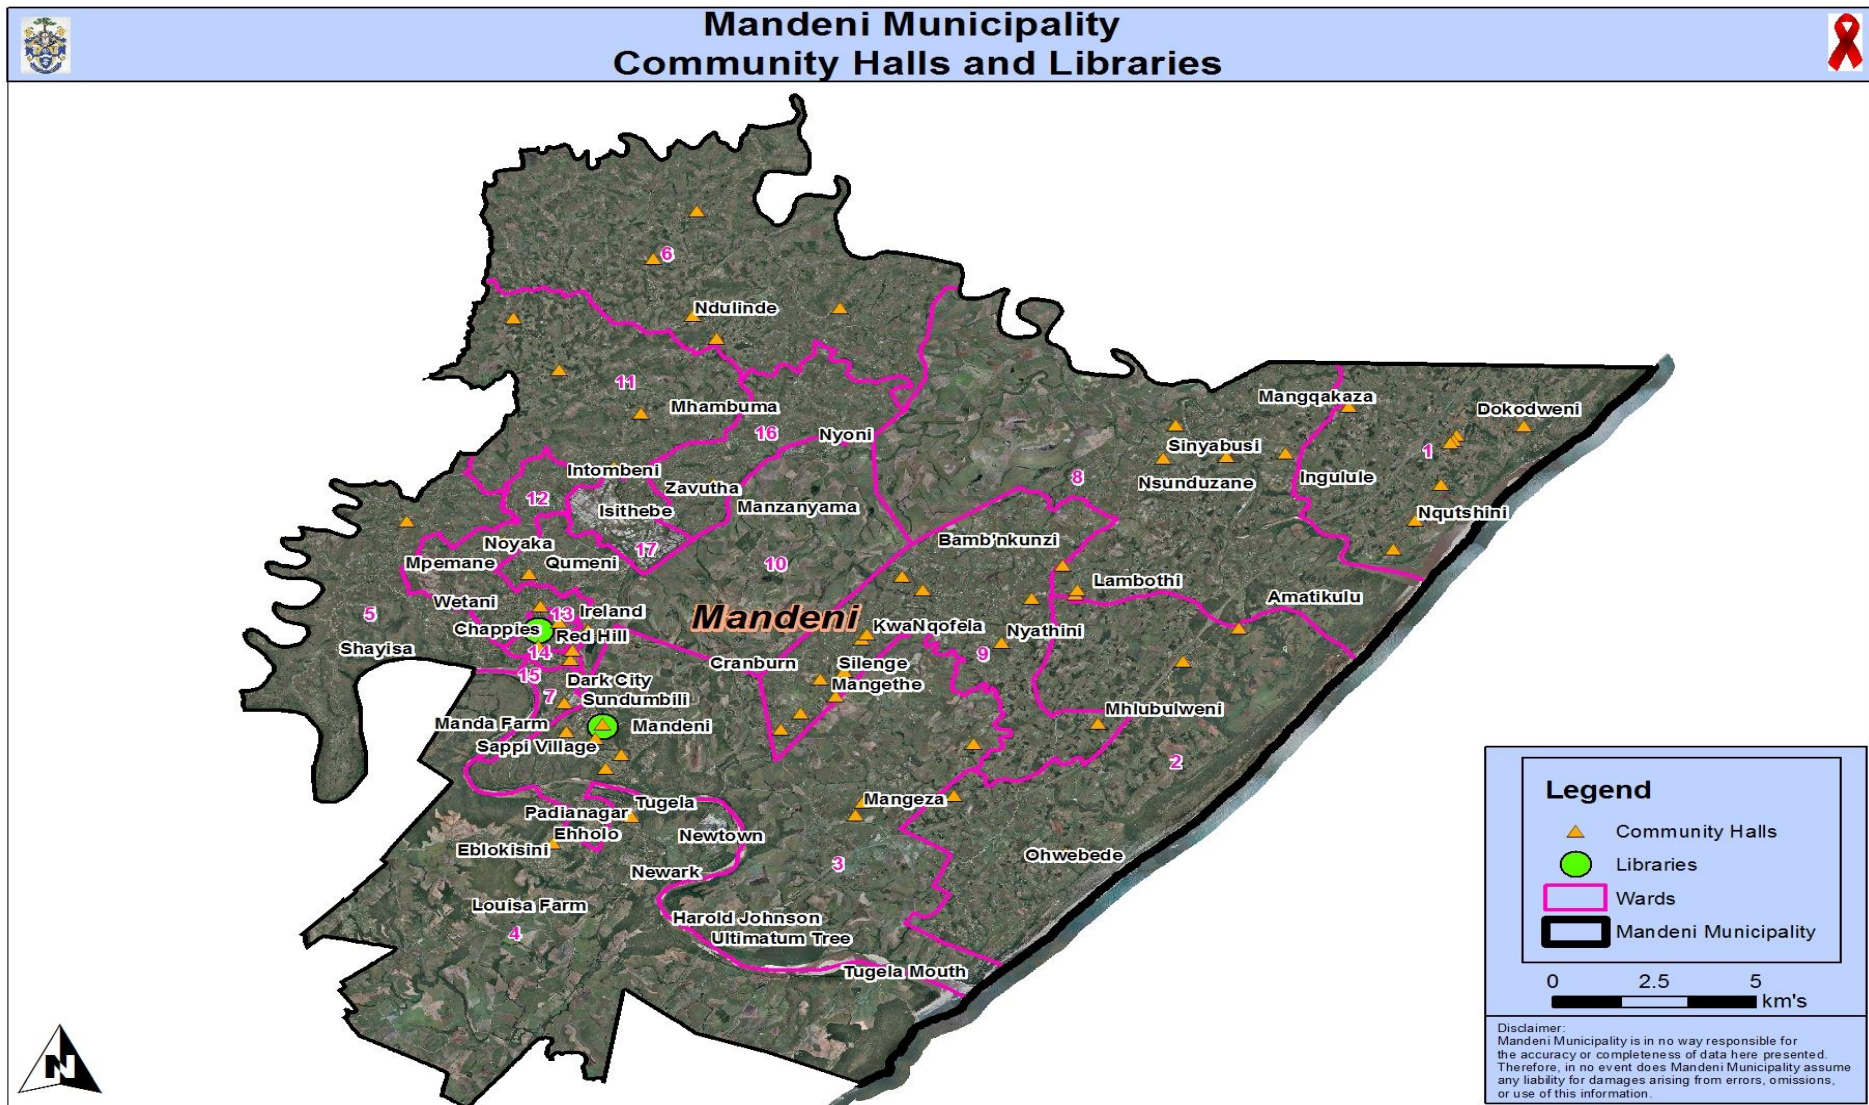 Mandeni Municipality
Community Halls and Libraries
6
Ndulinde
11
Mhambuma
16
Nyoni
Mangqakaza
Dokodweni
1
Sinyabusi
Intombeni
8
Ingulule
Zavutha
Nsunduzane
12
Isithebe
Manzanyama
Nqutshini
Noyaka
17
Bamb'nkunzi
Mpemane
Qumeni
10
Lambothi
Wetani
5
13
Ireland
Mandeni
Amatikulu
Chappies
Red Hill
KwaNqofela
Nyathini
Shayisa
14
9
Cranburn
Silenge
15
Dark City
Mangethe
7
Sundumbili
Mhlubulweni
Manda Farm
Mandeni
Sappi Village
2
Padianagar
Tugela
Mangeza
Ehholo
Newtown
Eblokisini
Ohwebede
3
Newark
Louisa Farm
Harold Johnson
4
Ultimatum Tree
Tugela Mouth
N
Legend
Community Halls
Libraries
Wards
Mandeni Municipality
0 2.5 5
km's
Disclaimer:
Mandeni Municipality is in no way responsible for
the accuracy or completeness of data here presented.
Therefore, in no event does Mandeni Municipality assume
any liability for damages arising from errors, omissions,
or use of this information.